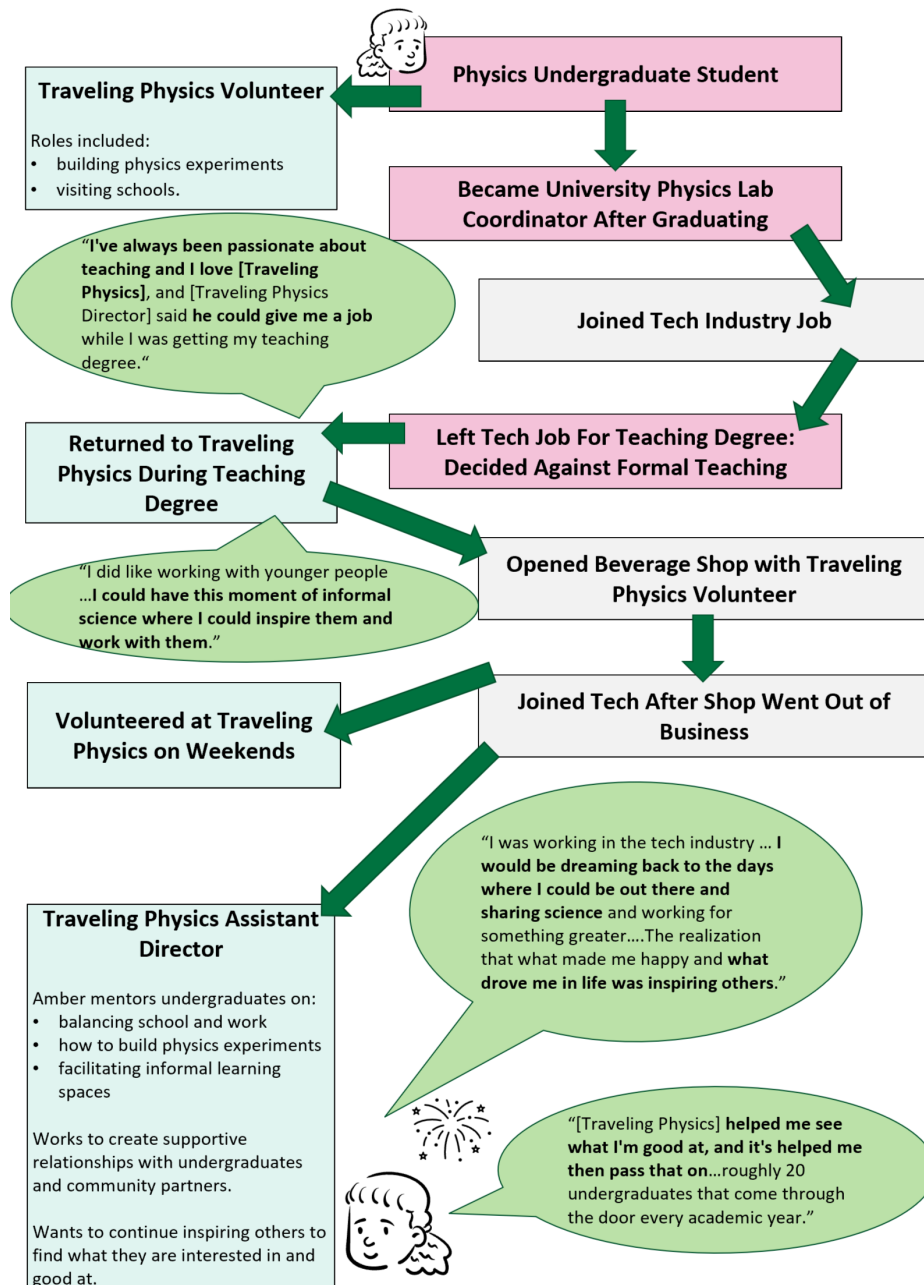 Physics Undergraduate Student
Traveling Physics Volunteer
Roles included:
• building physics experiments
• visiting schools.
Became University Physics Lab
Coordinator After Graduating
“I've always been passionate about
teaching and I love [Traveling
Physics], and [Traveling Physics
Director] said he could give me a job
while I was getting my teaching
degree.“
Joined Tech Industry Job
Left Tech Job For Teaching Degree:
Decided Against Formal Teaching
Returned to Traveling
Physics During Teaching
Degree
“I did like working with younger people
…I could have this moment of informal
science where I could inspire them and
work with them.”
Opened Beverage Shop with Traveling
Physics Volunteer
Joined Tech After Shop Went Out of
Business
Volunteered at Traveling
Physics on Weekends
“I was working in the tech industry … I
would be dreaming back to the days
where I could be out there and
sharing science and working for
something greater….The realization
that what made me happy and what
drove me in life was inspiring others.”
Traveling Physics Assistant
Director
Amber mentors undergraduates on:
• balancing school and work
• how to build physics experiments
• facilitating informal learning
spaces
Works to create supportive
relationships with undergraduates
and community partners.
Wants to continue inspiring others to
find what they are interested in and
good at.
“[Traveling Physics] helped me see
what I'm good at, and it's helped me
then pass that on…roughly 20
undergraduates that come through
the door every academic year.”